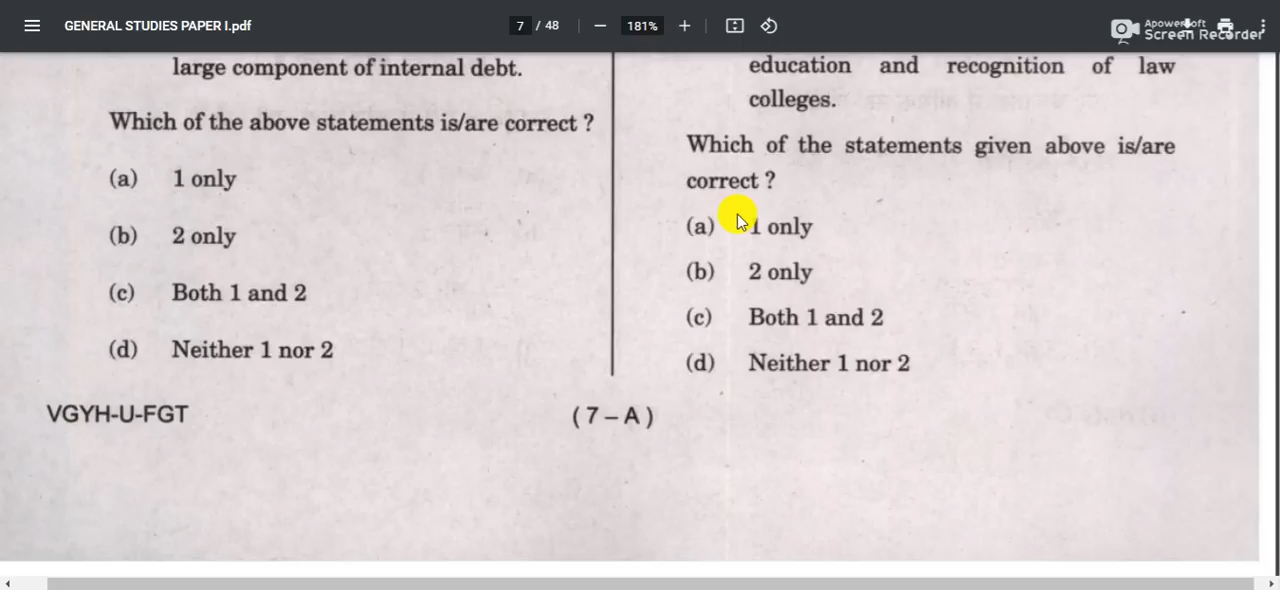 GENERAL STUDIES PAPER I.pdf
7 / 48
181%
Apowersoft
Screen Recorder
large component of internal debt.
Which of the above statements is/are correct ?
(a) 1 only
(b) 2 only
(c) Both 1 and 2
(d) Neither 1 nor 2
education and recognition of law
colleges.
Which of the statements given above is/are
correct ?
(a) 1 only
(b) 2 only
(c) Both 1 and 2
(d) Neither 1 nor 2
VGYH-U-FGT
( 7 – A )